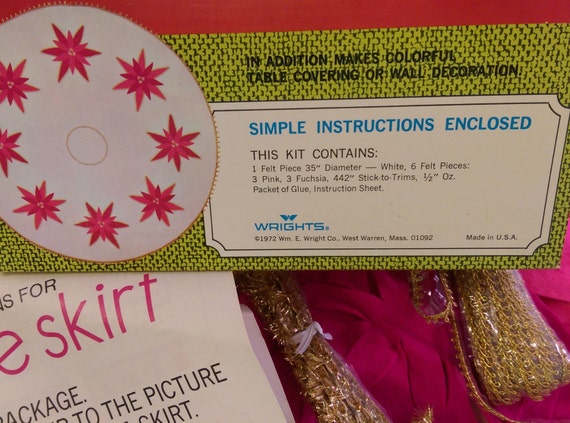 IN ADDITION MAKES COLORFUL
TABLE COVERING OR WALL DECORATION.
SIMPLE INSTRUCTIONS ENCLOSED
THIS KIT CONTAINS:
1 Felt Piece 35" Diameter — White, 6 Felt Pieces:
3 Pink, 3 Fuchsia, 442" Stick-to-Trims, ½" Oz.
Packet of Glue, Instruction Sheet.
WRIGHTS®
©1972 Wm. E. Wright Co., West Warren, Mass. 01092
Made in U.S.A.
NS FOR
e skirt
PACKAGE.
TO THE PICTURE
SKIRT.